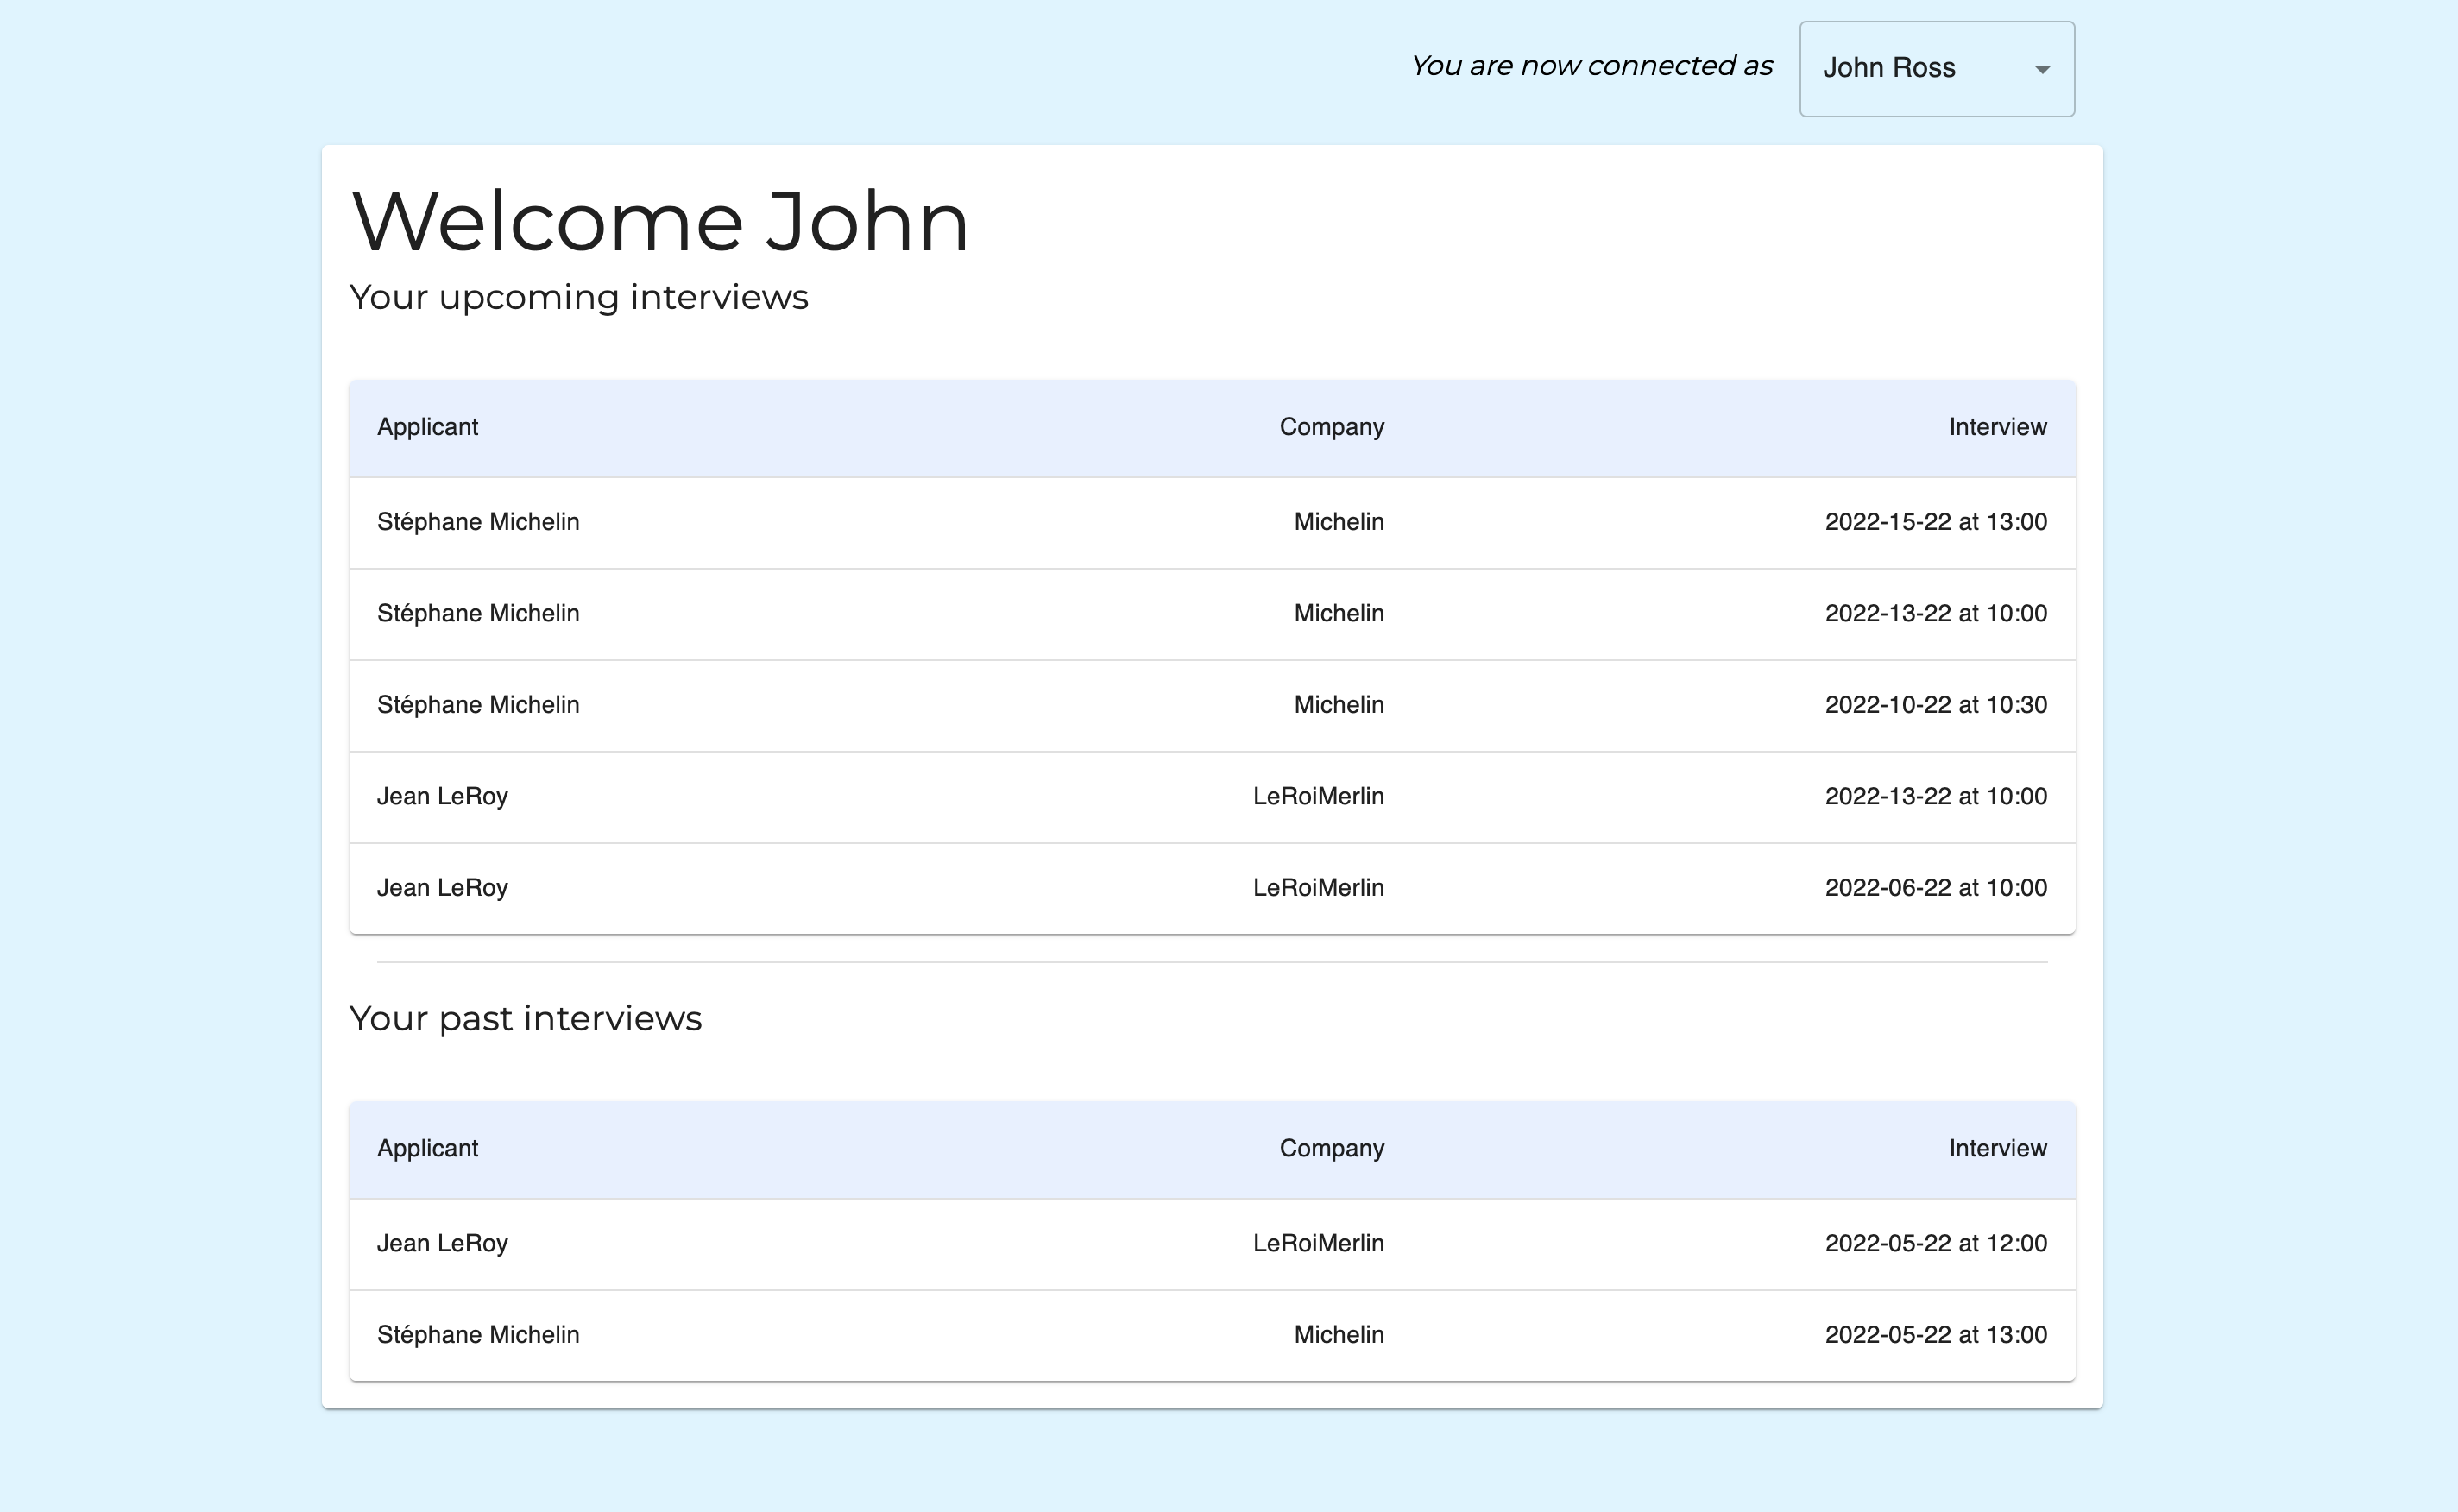 You are now connected as John Ross
Welcome John
Your upcoming interviews
Applicant Company Interview
Stéphane Michelin Michelin 2022-15-22 at 13:00
Stéphane Michelin Michelin 2022-13-22 at 10:00
Stéphane Michelin Michelin 2022-10-22 at 10:30
Jean LeRoy LeRoiMerlin 2022-13-22 at 10:00
Jean LeRoy LeRoiMerlin 2022-06-22 at 10:00
Your past interviews
Applicant Company Interview
Jean LeRoy LeRoiMerlin 2022-05-22 at 12:00
Stéphane Michelin Michelin 2022-05-22 at 13:00